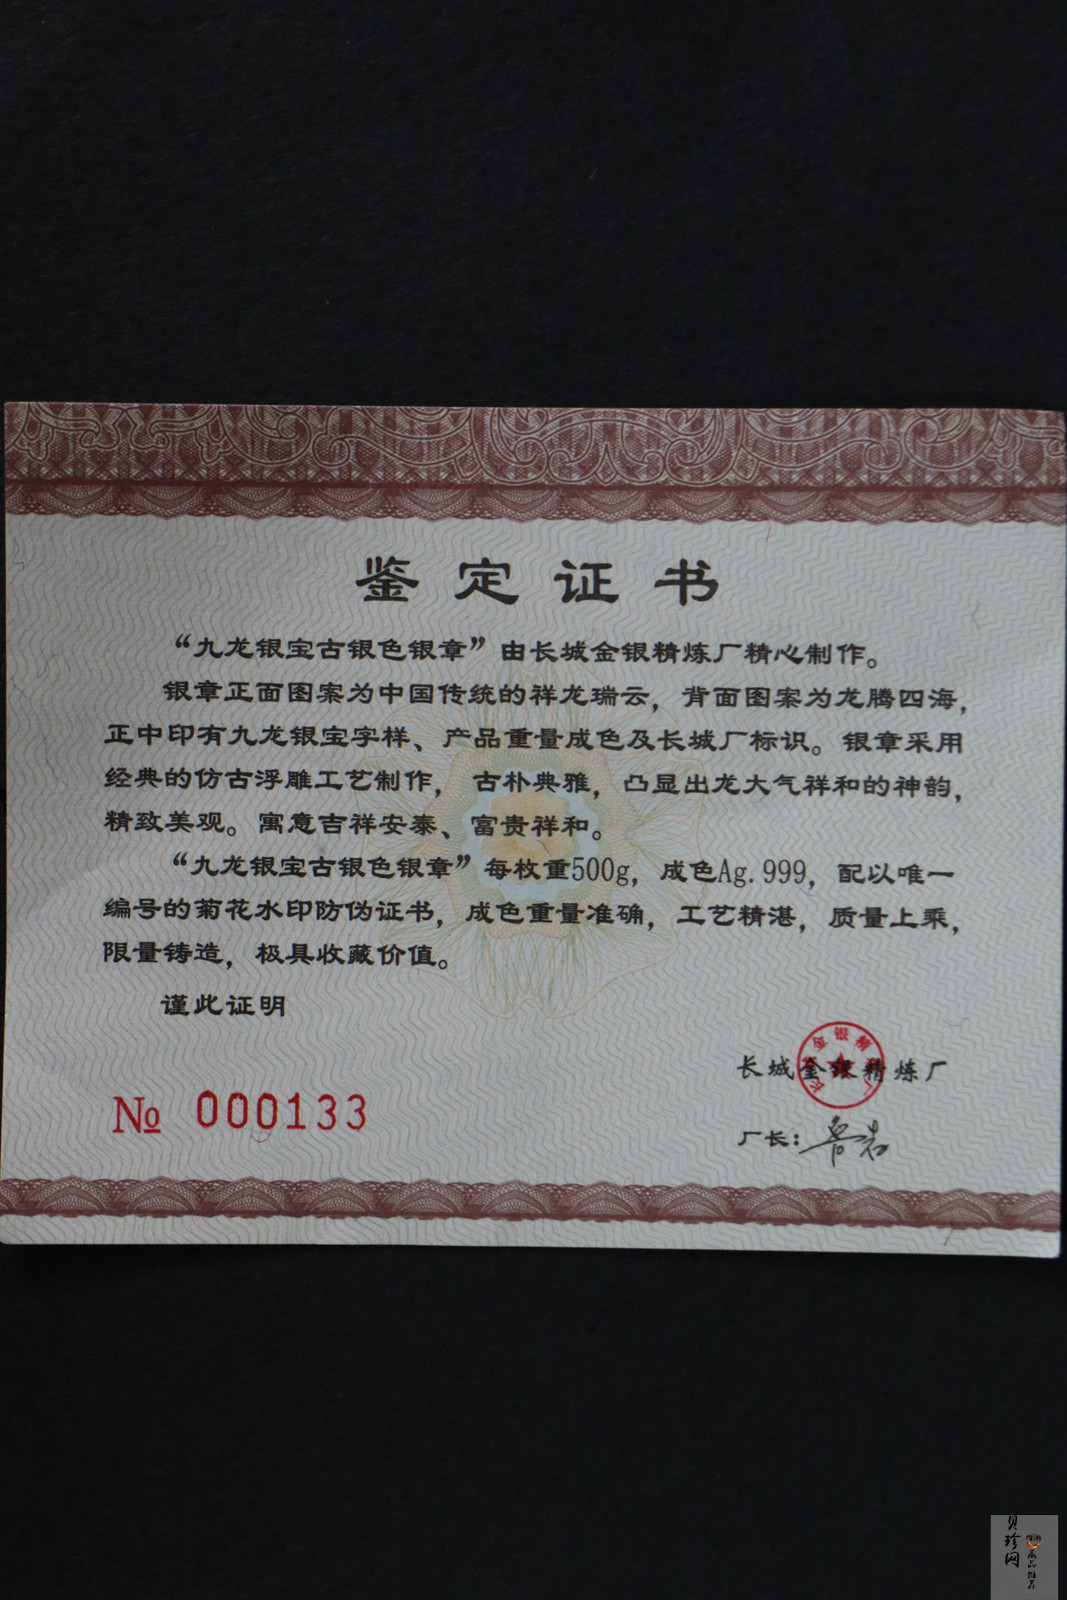 鉴定证书
“九龙银宝古银色银章”由长城金银精炼厂精心制作。
银章正面图案为中国传统的祥龙瑞云，背面图案为龙腾四海，
正中印有九龙银宝字样、产品重量成色及长城厂标识。银章采用
经典的仿古浮雕工艺制作，古朴典雅，凸显出龙大气祥和的神韵，
精致美观。寓意吉祥安泰、富贵祥和。
“九龙银宝古银色银章”每枚重500g，成色Ag.999，配以唯一
编号的菊花水印防伪证书，成色重量准确，工艺精湛，质量上乘，
限量铸造，极具收藏价值。
谨此证明
长城金银精炼厂
№ 000133
厂长：
贝珍网